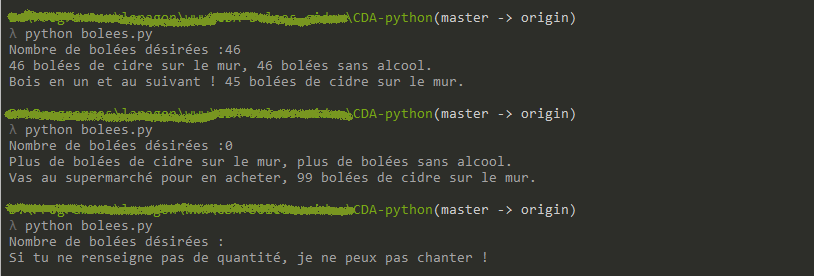 \CDA-python(master -> origin)
λ python bolees.py
Nombre de bolées désirées :46
46 bolées de cidre sur le mur, 46 bolées sans alcool.
Bois en un et au suivant ! 45 bolées de cidre sur le mur.
\CDA-python(master -> origin)
λ python bolees.py
Nombre de bolées désirées :0
Plus de bolées de cidre sur le mur, plus de bolées sans alcool.
Vas au supermarché pour en acheter, 99 bolées de cidre sur le mur.
\CDA-python(master -> origin)
λ python bolees.py
Nombre de bolées désirées :
Si tu ne renseigne pas de quantité, je ne peux pas chanter !